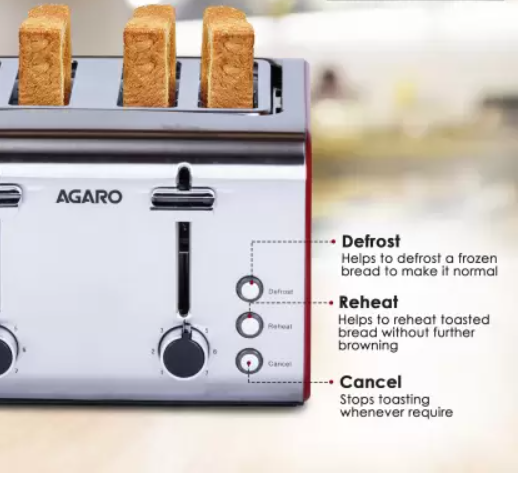 AGARO
Defrost
Helps to defrost a frozen
bread to make it normal
Defrost
Reheat
Helps to reheat toasted
bread without further
browning
Reheat
Cancel
Stops toasting
whenever require
Cancel